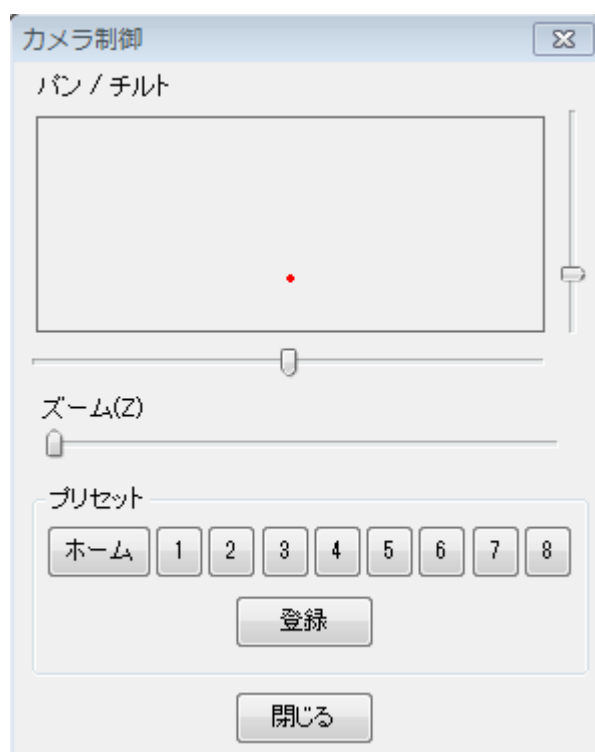 カメラ制御
パン / チルト
ズーム(Z)
プリセット
ホーム 1 2 3 4 5 6 7 8
登録
閉じる